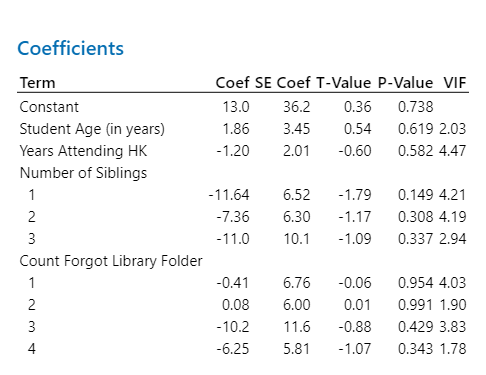 Coefficients
Term Coef SE Coef T-Value P-Value VIF
Constant 13.0 36.2 0.36 0.738
Student Age (in years) 1.86 3.45 0.54 0.619 2.03
Years Attending HK -1.20 2.01 -0.60 0.582 4.47
Number of Siblings
1 -11.64 6.52 -1.79 0.149 4.21
2 -7.36 6.30 -1.17 0.308 4.19
3 -11.0 10.1 -1.09 0.337 2.94
Count Forgot Library Folder
1 -0.41 6.76 -0.06 0.954 4.03
2 0.08 6.00 0.01 0.991 1.90
3 -10.2 11.6 -0.88 0.429 3.83
4 -6.25 5.81 -1.07 0.343 1.78